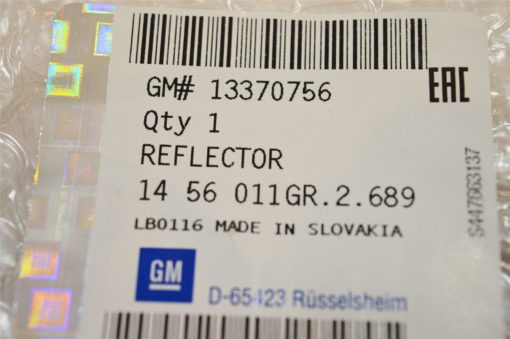 GM# 13370756
EAC
Qty 1
REFLECTOR
14 56 011GR.2.689
LB0116 MADE IN SLOVAKIA
GM
D-65423 Rüsselsheim
S447663137